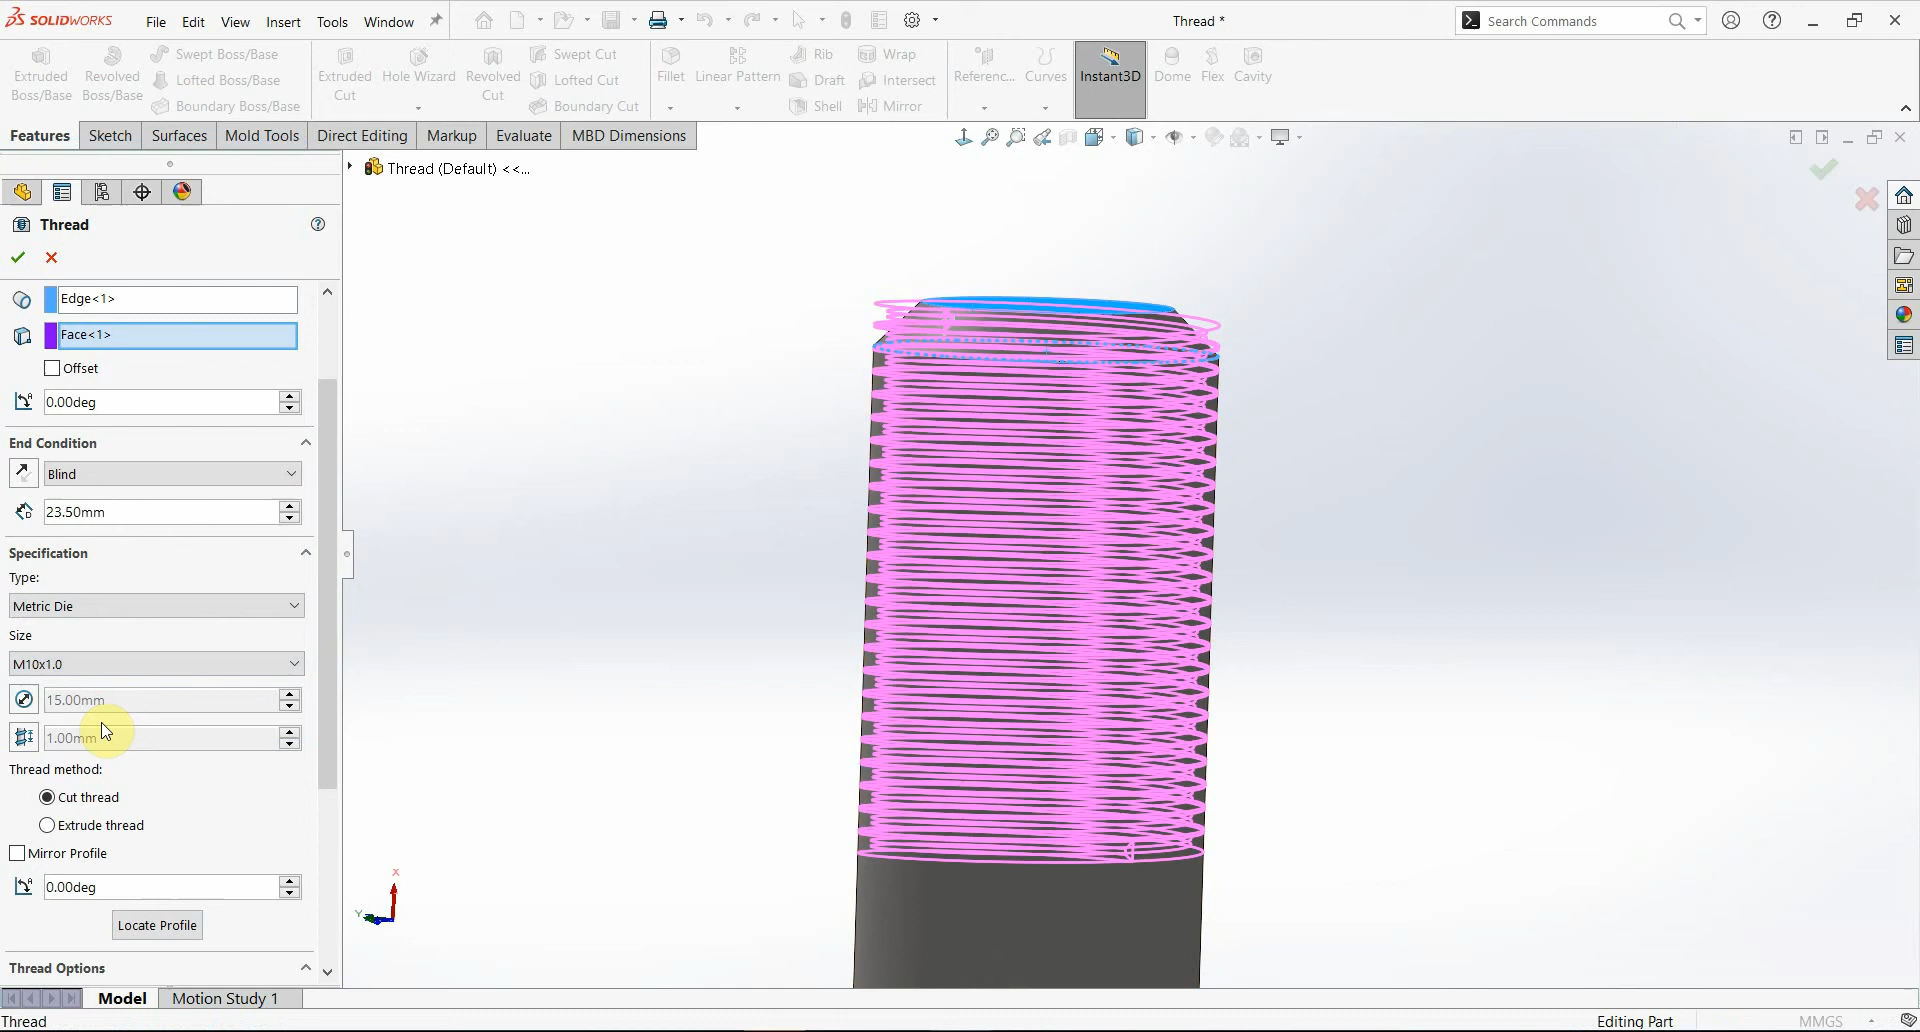 SOLIDWORKS File Edit View Insert Tools Window Thread * Search Commands
Extruded Boss/Base Revolved Boss/Base Swept Boss/Base Lofted Boss/Base Boundary Boss/Base Extruded Cut Hole Wizard Revolved Cut Swept Cut Lofted Cut Boundary Cut Fillet Linear Pattern Rib Draft Shell Wrap Intersect Mirror Referenc... Curves Instant3D Dome Flex Cavity
Features Sketch Surfaces Mold Tools Direct Editing Markup Evaluate MBD Dimensions
Thread (Default) <<...
Thread
Edge<1>
Face<1>
Offset
0.00deg
End Condition
Blind
23.50mm
Specification
Type:
Metric Die
Size
M10x1.0
15.00mm
1.00mm
Thread method:
Cut thread
Extrude thread
Mirror Profile
0.00deg
Locate Profile
Thread Options
X
Y
Model Motion Study 1
Thread Editing Part MMGS